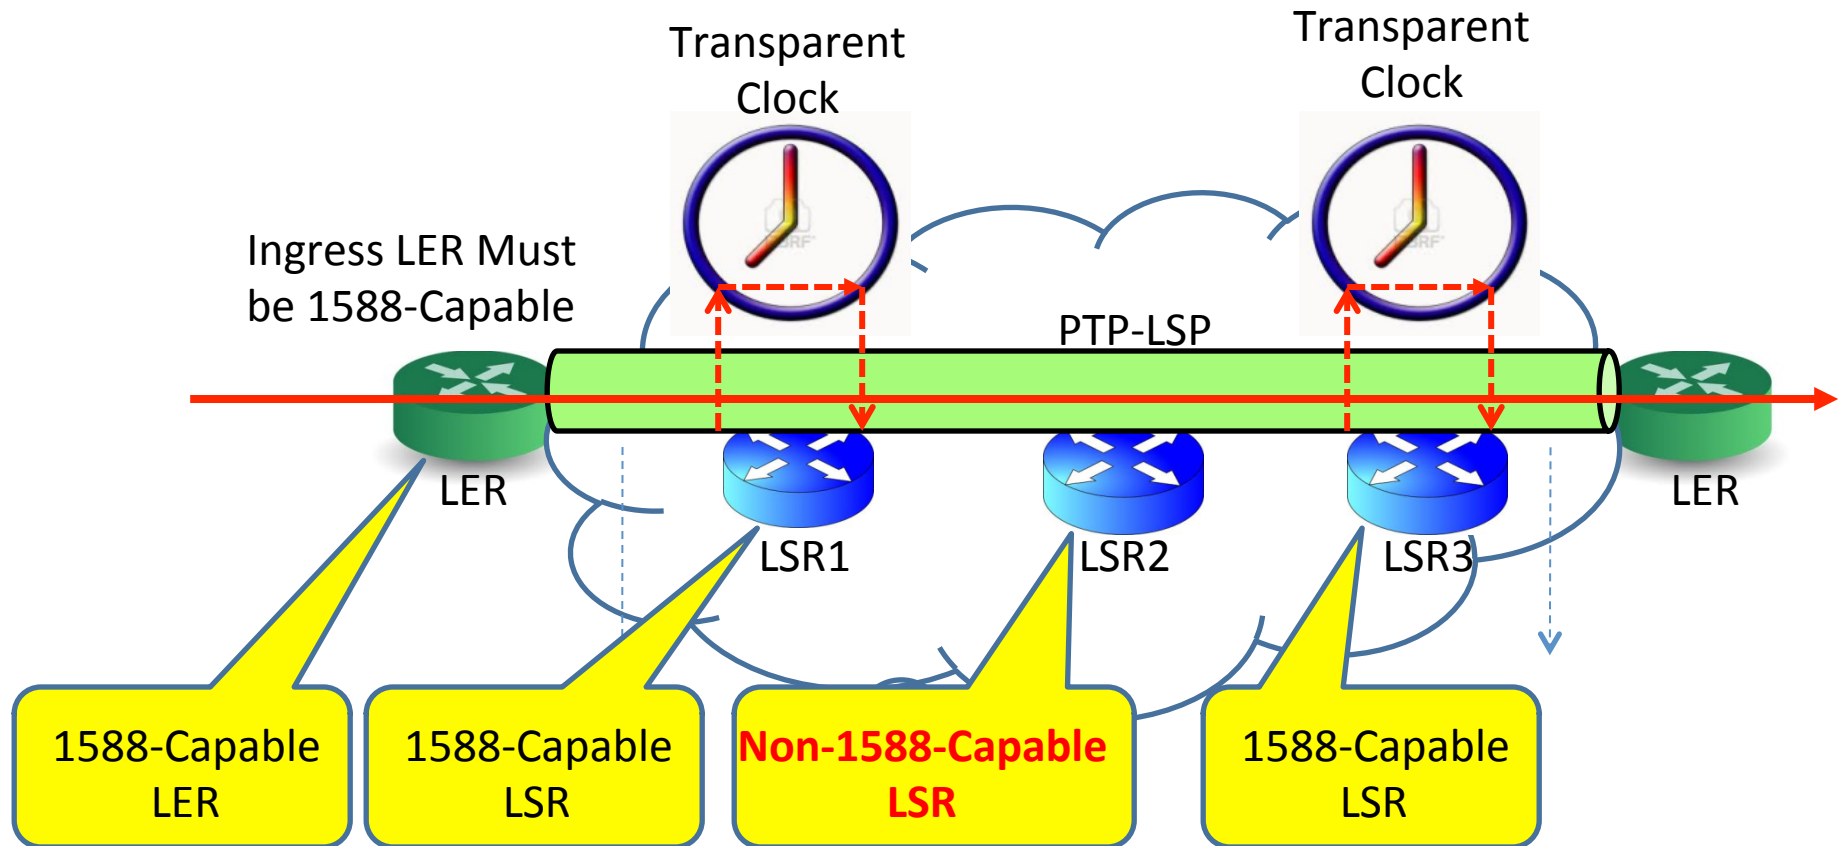 Transparent
Clock
Transparent
Clock
Ingress LER Must
be 1588-Capable
PTP-LSP
LER
LSR1
LSR2
LSR3
LER
1588-Capable
LER
1588-Capable
LSR
Non-1588-Capable
LSR
1588-Capable
LSR